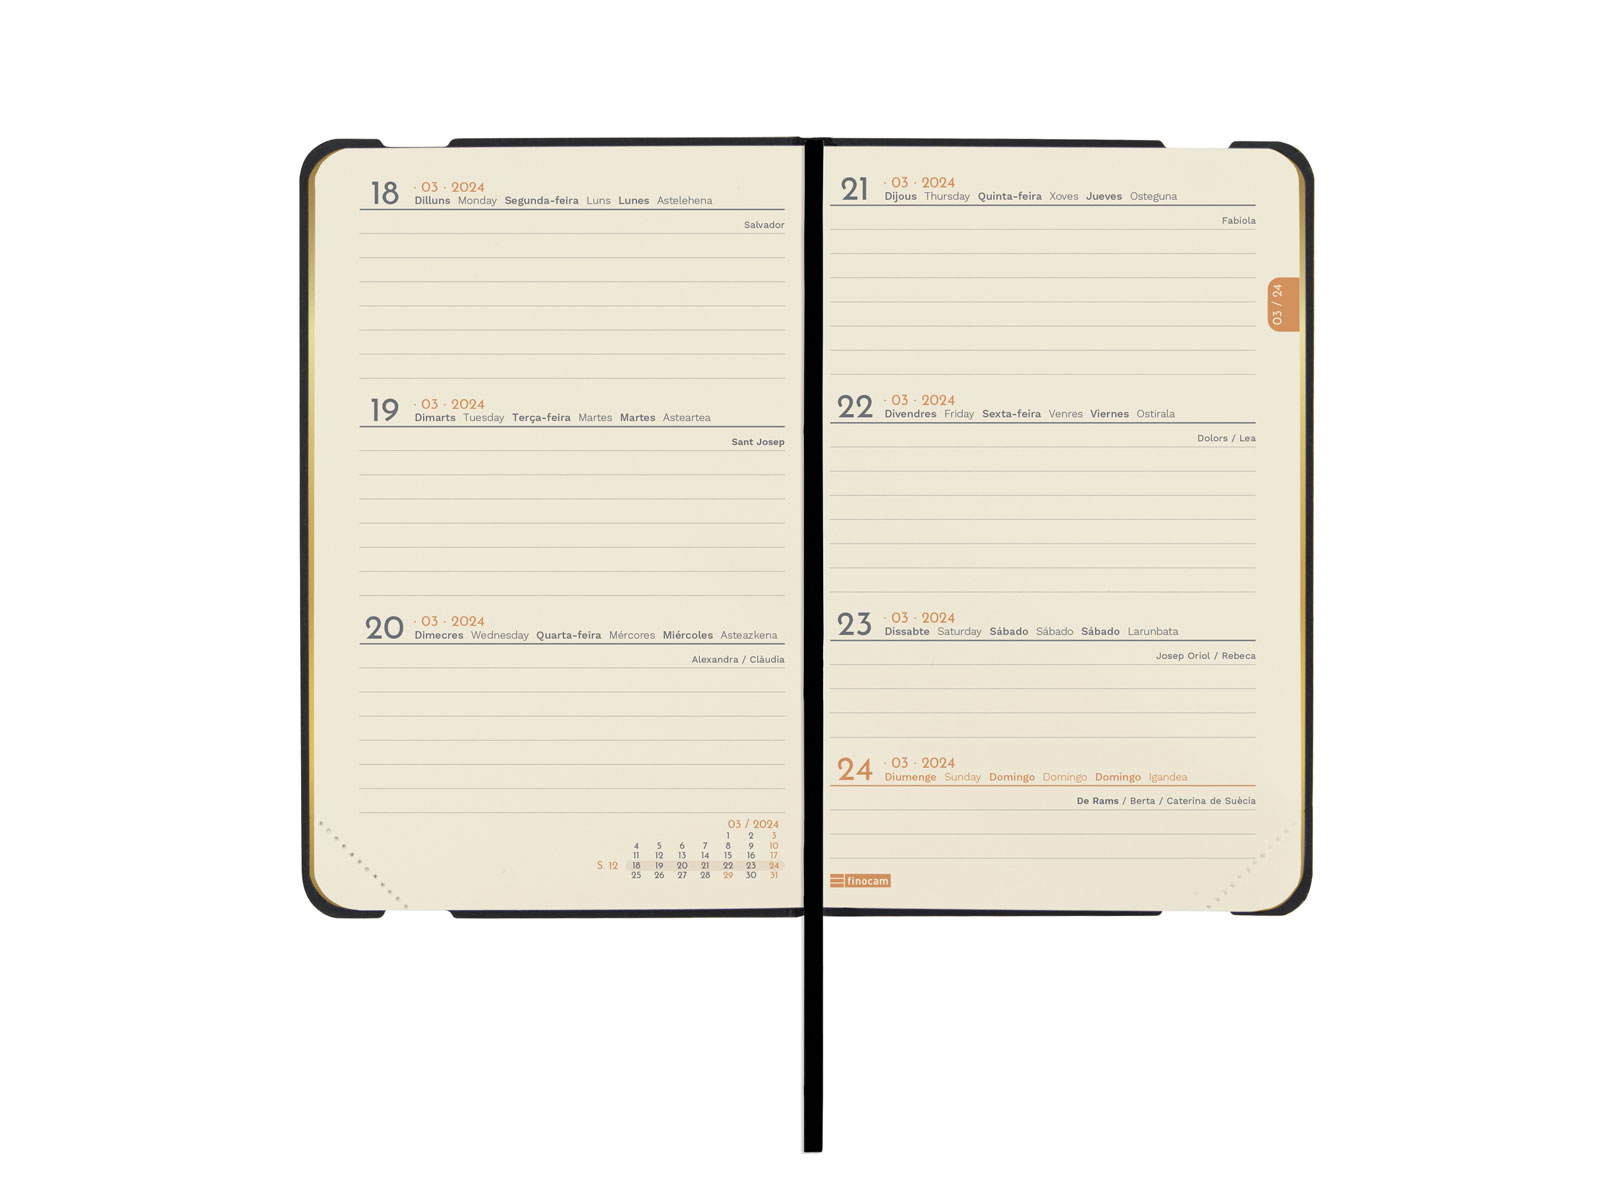 18 · 03 · 2024
Dilluns Monday Segunda-feira Luns Lunes Astelehena
Salvador
19 · 03 · 2024
Dimarts Tuesday Terça-feira Martes Martes Asteartea
Sant Josep
20 · 03 · 2024
Dimecres Wednesday Quarta-feira Mércores Miércoles Asteazkena
Alexandra / Clàudia
03 / 2024
1 2 3
4 5 6 7 8 9 10
11 12 13 14 15 16 17
S. 12 18 19 20 21 22 23 24
25 26 27 28 29 30 31
21 · 03 · 2024
Dijous Thursday Quinta-feira Xoves Jueves Osteguna
Fabiola
03 / 24
22 · 03 · 2024
Divendres Friday Sexta-feira Venres Viernes Ostirala
Dolors / Lea
23 · 03 · 2024
Dissabte Saturday Sábado Sábado Sábado Larunbata
Josep Oriol / Rebeca
24 · 03 · 2024
Diumenge Sunday Domingo Domingo Domingo Igandea
De Rams / Berta / Caterina de Suècia
finocam